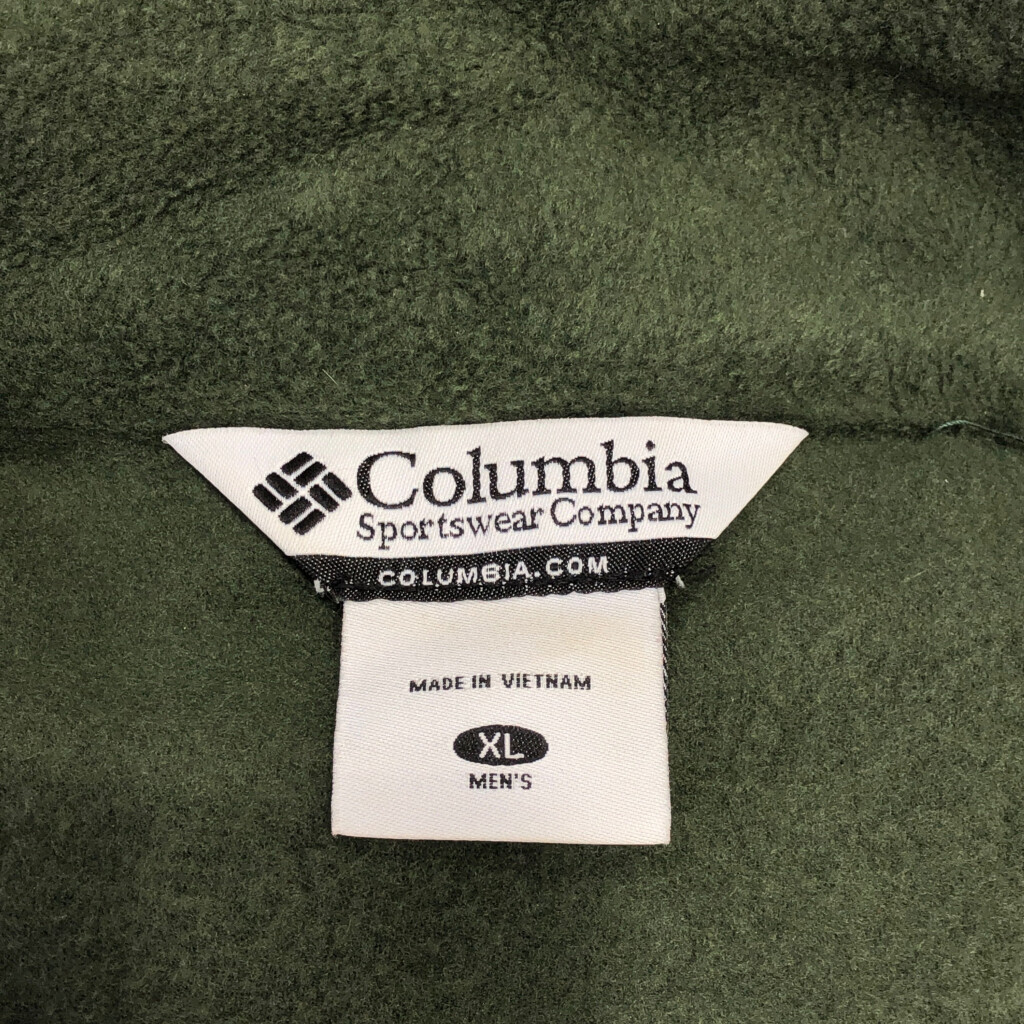 Columbia
Sportswear Company
COLUMBIA.COM
MADE IN VIETNAM
XL
MEN'S